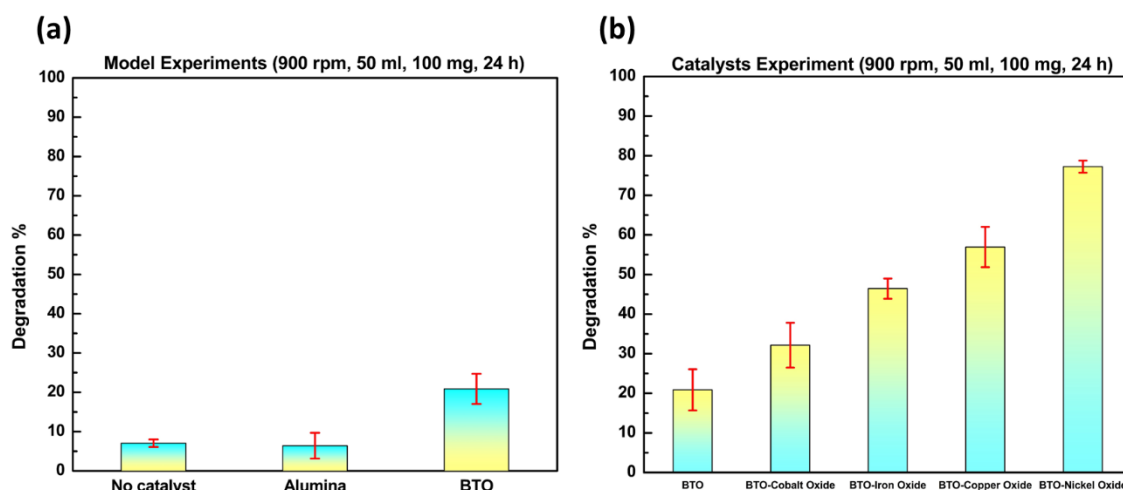 (a)
Model Experiments (900 rpm, 50 ml, 100 mg, 24 h)
100
90
80
70
60
50
40
30
20
10
0
Degradation %
No catalyst
Alumina
BTO
(b)
Catalysts Experiment (900 rpm, 50 ml, 100 mg, 24 h)
100
90
80
70
60
50
40
30
20
10
0
Degradation %
BTO
BTO-Cobalt Oxide
BTO-Iron Oxide
BTO-Copper Oxide
BTO-Nickel Oxide